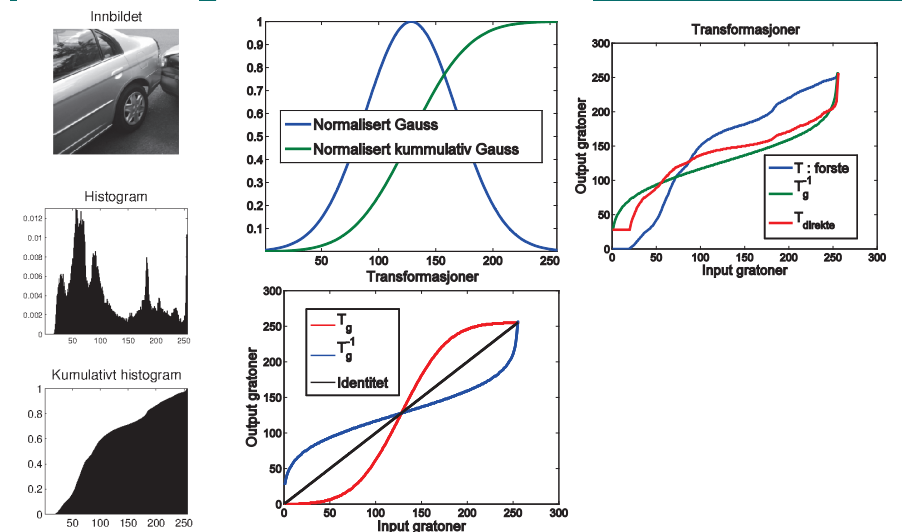 Innbildet
Histogram
0.012
0.01
0.008
0.006
0.004
0.002
0
50 100 150 200 250
Kumulativt histogram
1
0.8
0.6
0.4
0.2
0
50 100 150 200 250
1
0.9
0.8
0.7
0.6
0.5
0.4
0.3
0.2
0.1
50 100 150 200 250
Normalisert Gauss
Normalisert kummulativ Gauss
Transformasjoner
300
250
200
150
100
50
0
0 50 100 150 200 250 300
Output gratoner
Input gratoner
T g
T g -1
Identitet
Transformasjoner
300
250
200
150
100
50
0
0 50 100 150 200 250 300
Output gratoner
Input gratoner
T : forste
T g -1
T direkte